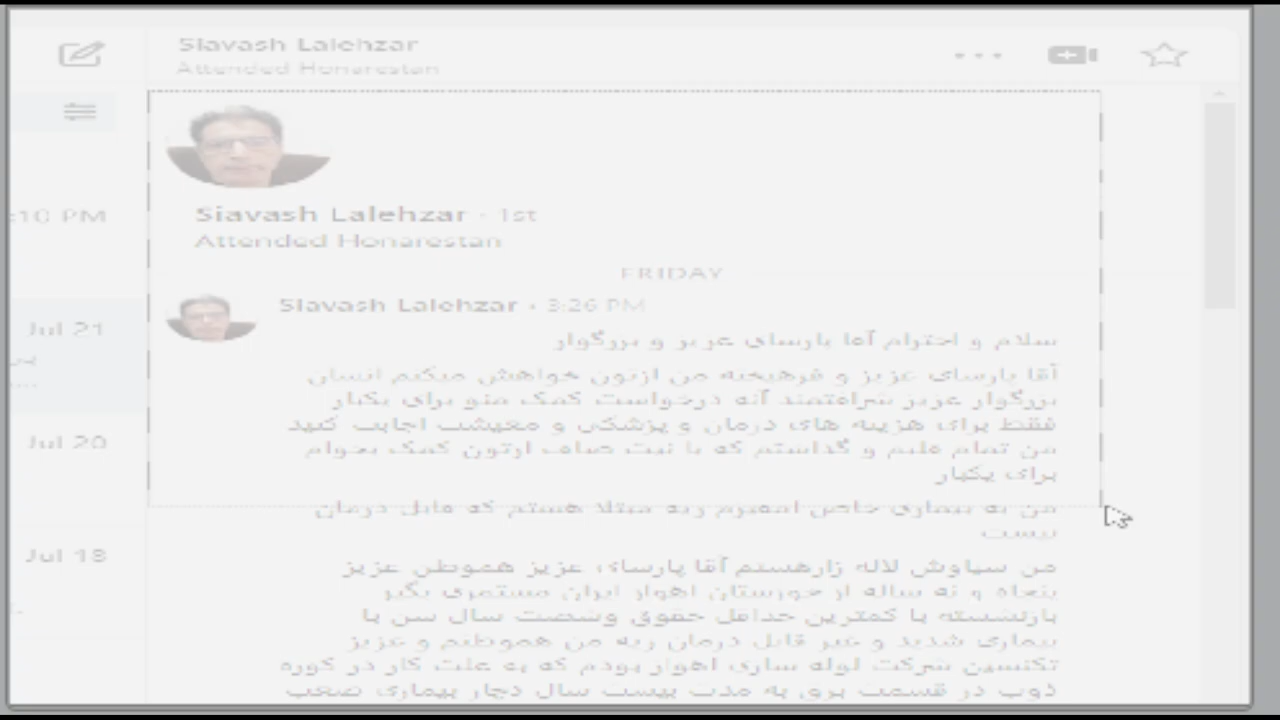 Siavash Lalehzar
Attended Honarestan
:10 PM
Siavash Lalehzar · 1st
Attended Honarestan
FRIDAY
Jul 21
Siavash Lalehzar • 3:26 PM
سلام و احترام آقا پارسای عزیز و بزرگوار
آقا پارسای عزیز و فرهیخته من ازتون خواهش میکنم انسان
بزرگوار عزیز شرافتمند آنه درخواست کمک منو برای یکبار
Jul 20
فقط برای هزینه های درمان و پزشکی و معیشت اجابت کنید
من تمام قلبم و گذاشتم که با نیت صاف ازتون کمک بخوام
برای یکبار
من به بیماری خاص آمفیزم ریه مبتلا هستم که قابل درمان
نیست
Jul 18
من سیاوش لاله زارهستم آقا پارسای عزیز هموطن عزیز
پنجاه و نه ساله از خوزستان اهواز ایران مستمری بگیر
بازنشسته با کمترین حداقل حقوق وشصت سال سن با
بیماری شدید و غیر قابل درمان ریه من هموطنم و عزیز
تکنسین شرکت لوله سازی اهواز بودم که به علت کار در کوره
ذوب در قسمت برق به مدت بیست سال دچار بیماری صعب